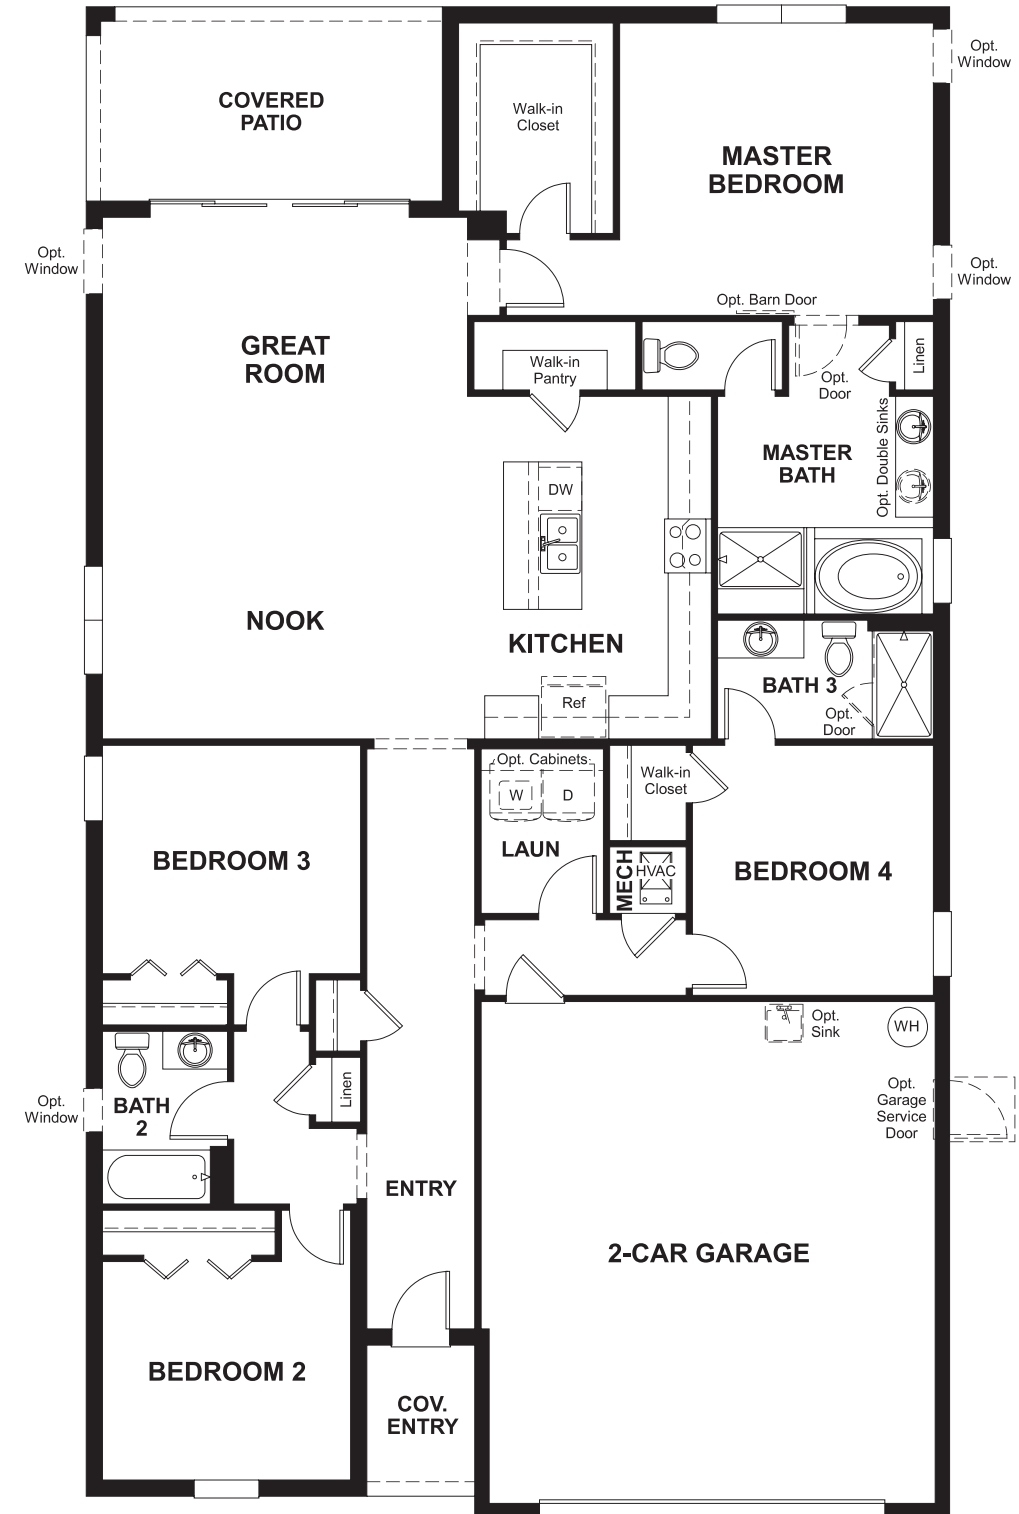 COVERED
PATIO
Walk-in
Closet
MASTER
BEDROOM
Opt.
Window
Opt.
Window
Opt.
Window
Opt. Barn Door
GREAT
ROOM
Walk-in
Pantry
Opt.
Door
Linen
MASTER
BATH
Opt. Double Sinks
DW
NOOK
KITCHEN
Ref
BATH 3
Opt.
Door
Opt. Cabinets
W
D
LAUN
Walk-in
Closet
MECH
HVAC
BEDROOM 3
BEDROOM 4
Opt.
Sink
WH
Opt.
Garage
Service
Door
Opt.
Window
BATH
2
Linen
ENTRY
2-CAR GARAGE
BEDROOM 2
COV.
ENTRY